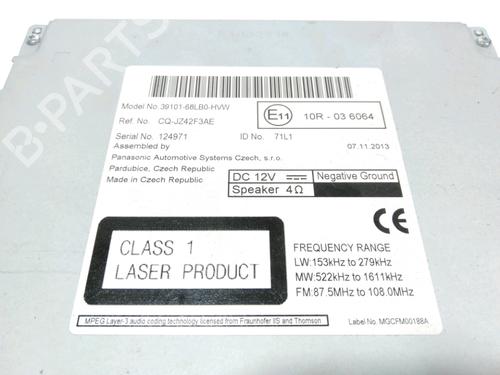 Model No. 39101-68LB0-HVW
Ref. No. CQ-JZ42F3AE
Serial No. 124971 ID No. 71L1
Assembled by 07.11.2013
Panasonic Automotive Systems Czech, s.r.o.
Pardubice, Czech Republic
Made in Czech Republic
E11 10R - 03 6064
DC 12V Negative Ground
Speaker 4Ω
CE
CLASS 1
LASER PRODUCT
FREQUENCY RANGE
LW:153kHz to 279kHz
MW:522kHz to 1611kHz
FM:87.5MHz to 108.0MHz
MPEG Layer-3 audio coding technology licensed from Fraunhofer IIS and Thomson
Label No. MGCFM00188A
B-PARTS